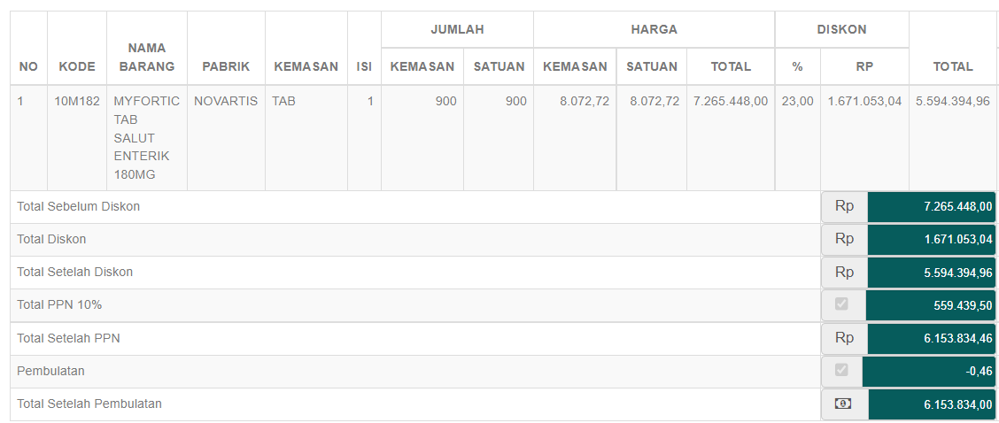 JUMLAH HARGA DISKON
NO KODE NAMA BARANG PABRIK KEMASAN ISI KEMASAN SATUAN KEMASAN SATUAN TOTAL % RP TOTAL
1 10M182 MYFORTIC NOVARTIS TAB 1 900 900 8.072,72 8.072,72 7.265.448,00 23,00 1.671.053,04 5.594.394,96
TAB
SALUT
ENTERIK
180MG
Total Sebelum Diskon Rp 7.265.448,00
Total Diskon Rp 1.671.053,04
Total Setelah Diskon Rp 5.594.394,96
Total PPN 10% 559.439,50
Total Setelah PPN Rp 6.153.834,46
Pembulatan -0,46
Total Setelah Pembulatan 6.153.834,00